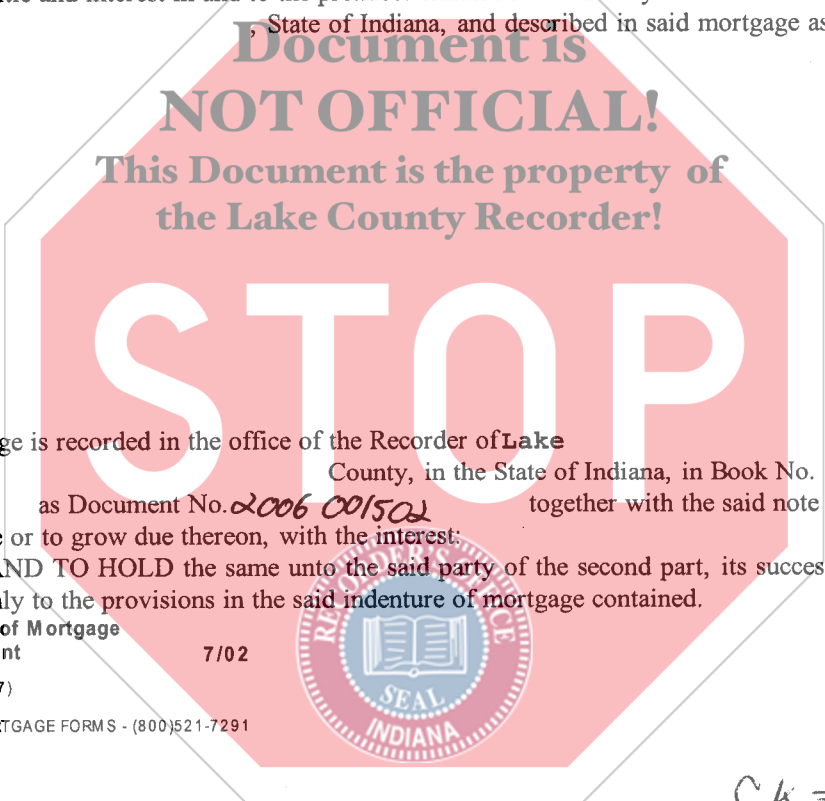 , State of Indiana, and described in said mortgage as
Document is
NOT OFFICIAL!
This Document is the property of
the Lake County Recorder!
STOP
ge is recorded in the office of the Recorder of Lake
County, in the State of Indiana, in Book No.
as Document No. 2006 001502 together with the said note
e or to grow due thereon, with the interest:
AND TO HOLD the same unto the said party of the second part, its succes
ly to the provisions in the said indenture of mortgage contained.
of Mortgage
nt 7/02
7)
TGAGE FORMS - (800)521-7291
RECORDER'S OFFICE
SEAL
INDIANA